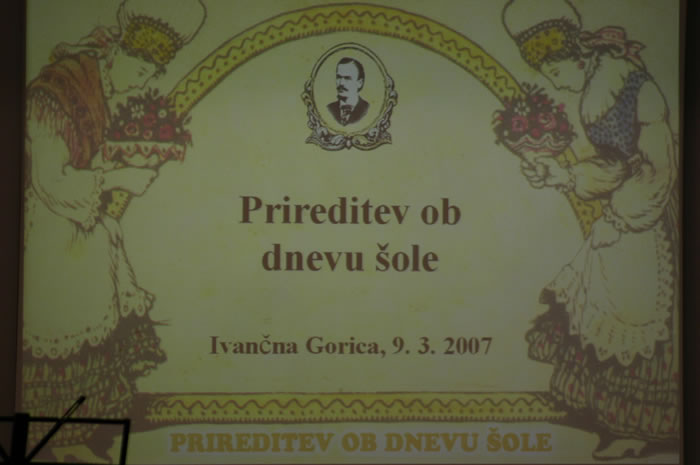 Prireditev ob
dnevu šole
Ivančna Gorica, 9. 3. 2007
PRIREDITEV OB DNEVU ŠOLE